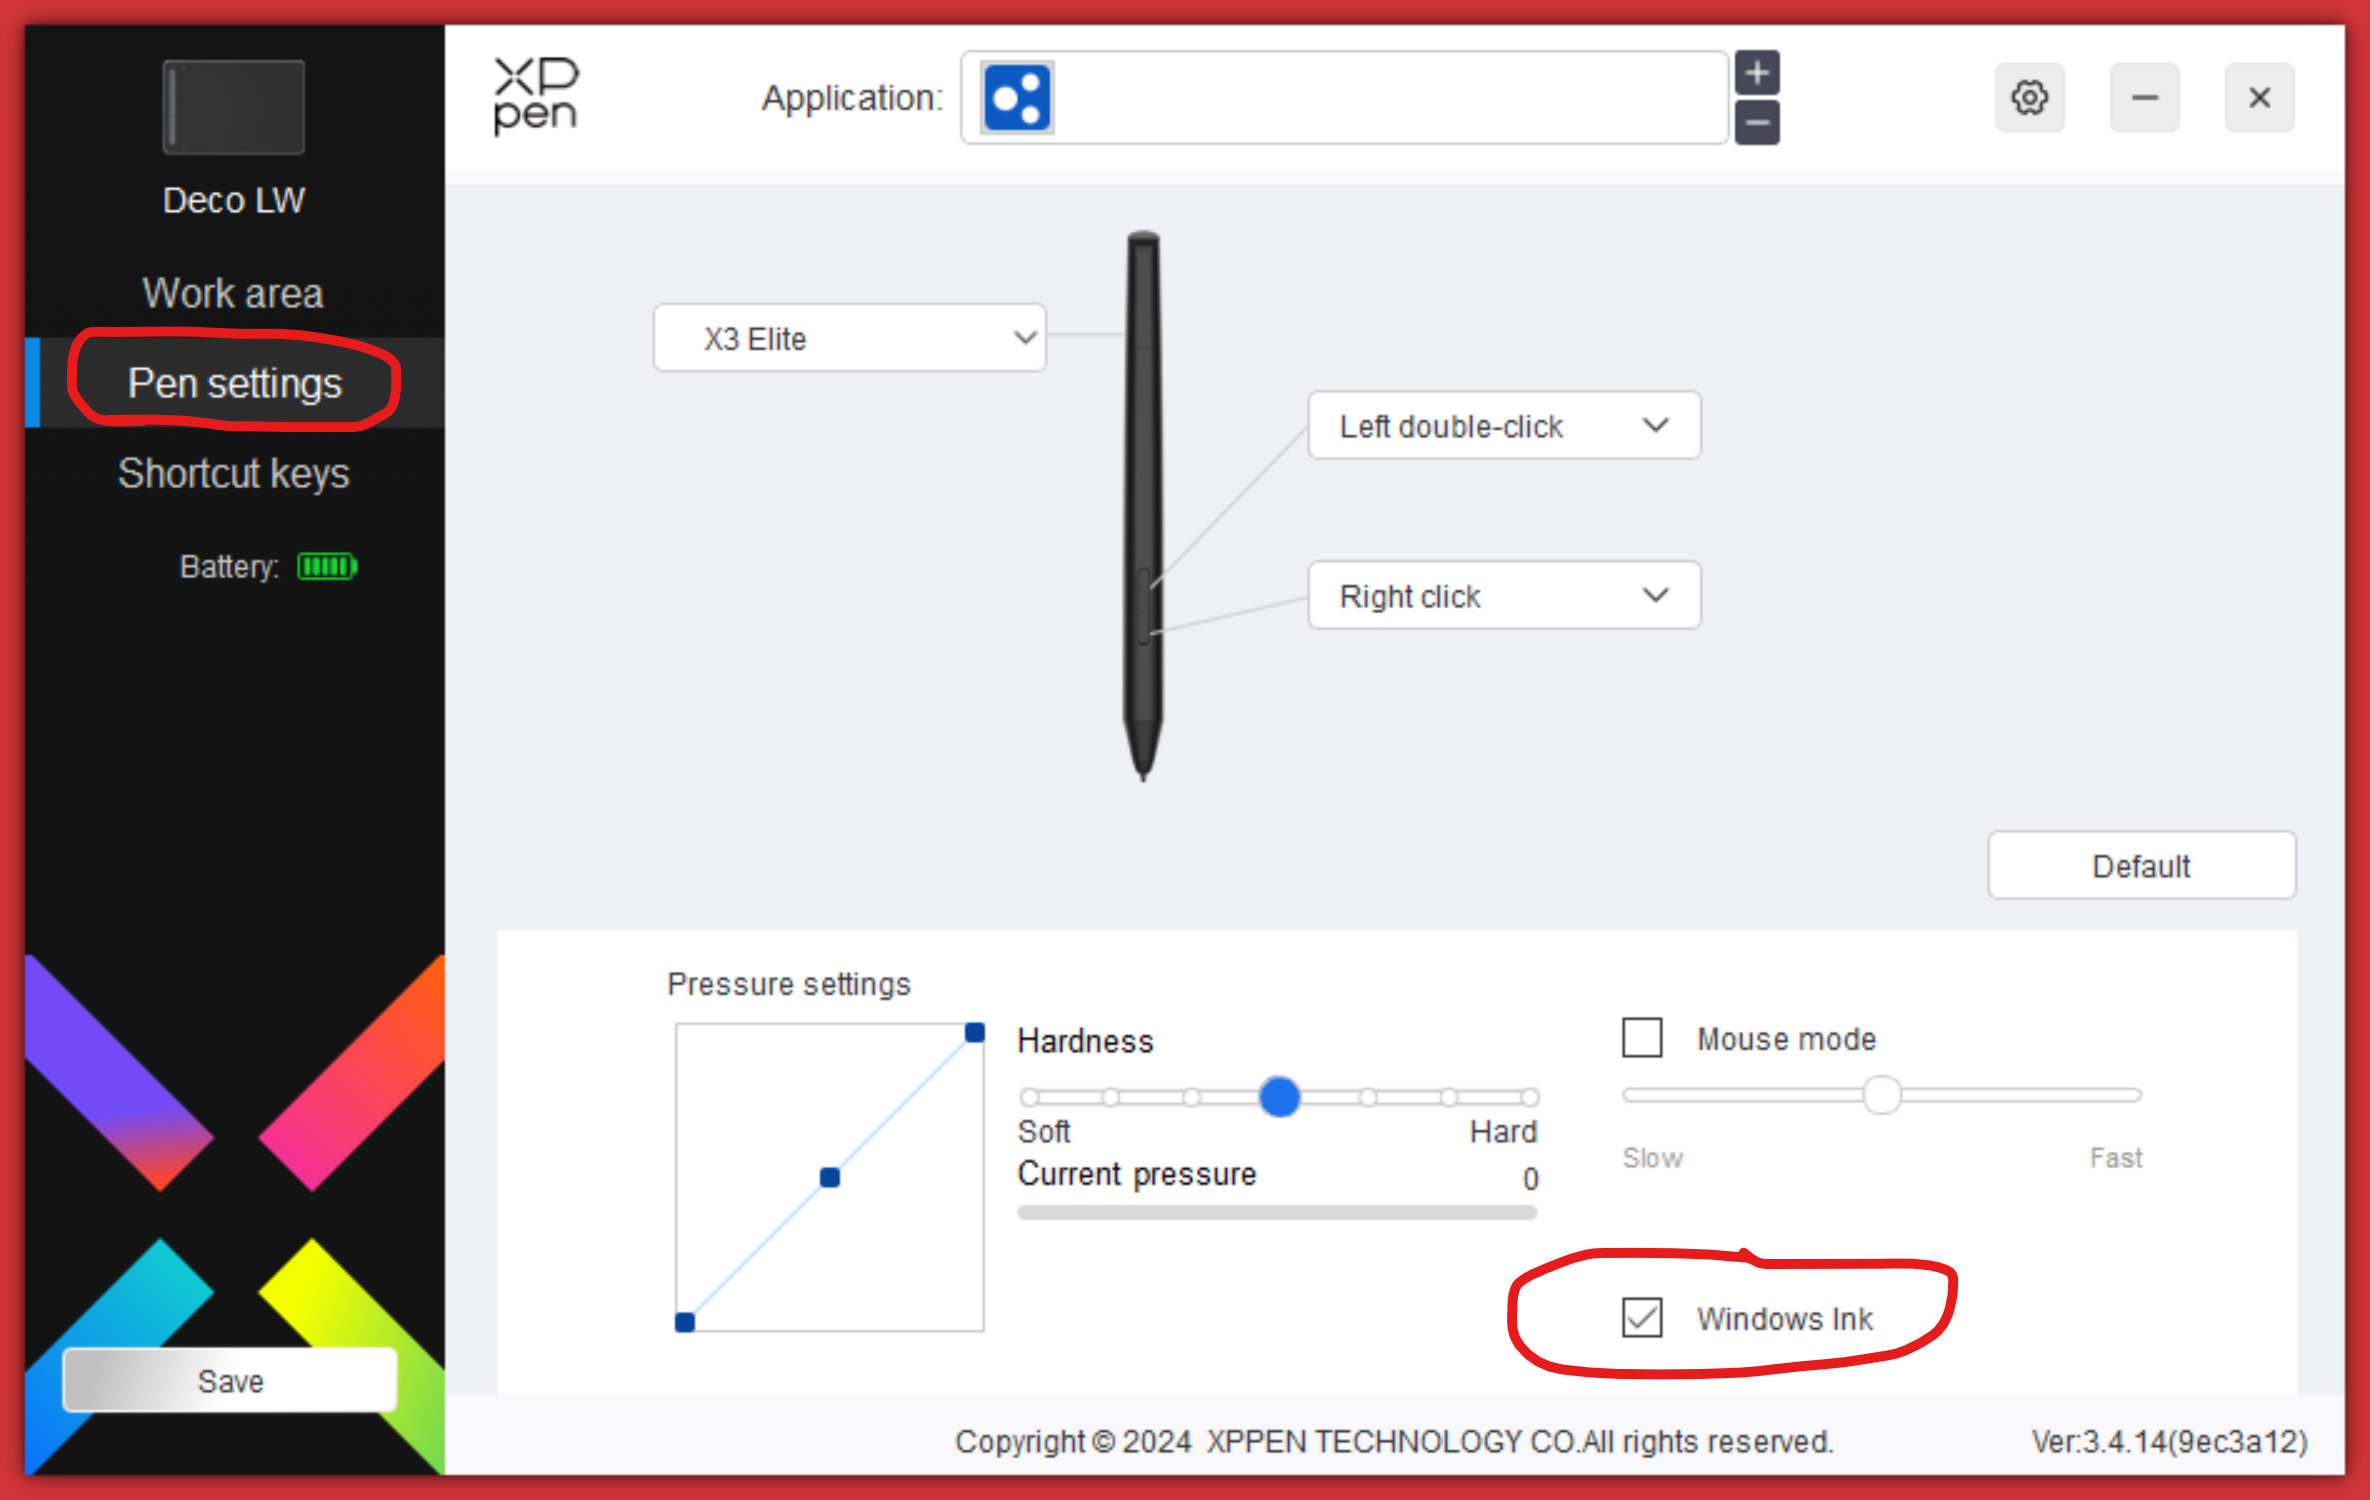 XP
pen
Application:
Deco LW
Work area
Pen settings
Shortcut keys
Battery:
X3 Elite
Left double-click
Right click
Default
Pressure settings
Hardness
Soft
Hard
Current pressure
0
Mouse mode
Slow
Fast
Windows Ink
Save
Copyright © 2024 XPPEN TECHNOLOGY CO.All rights reserved.
Ver:3.4.14(9ec3a12)